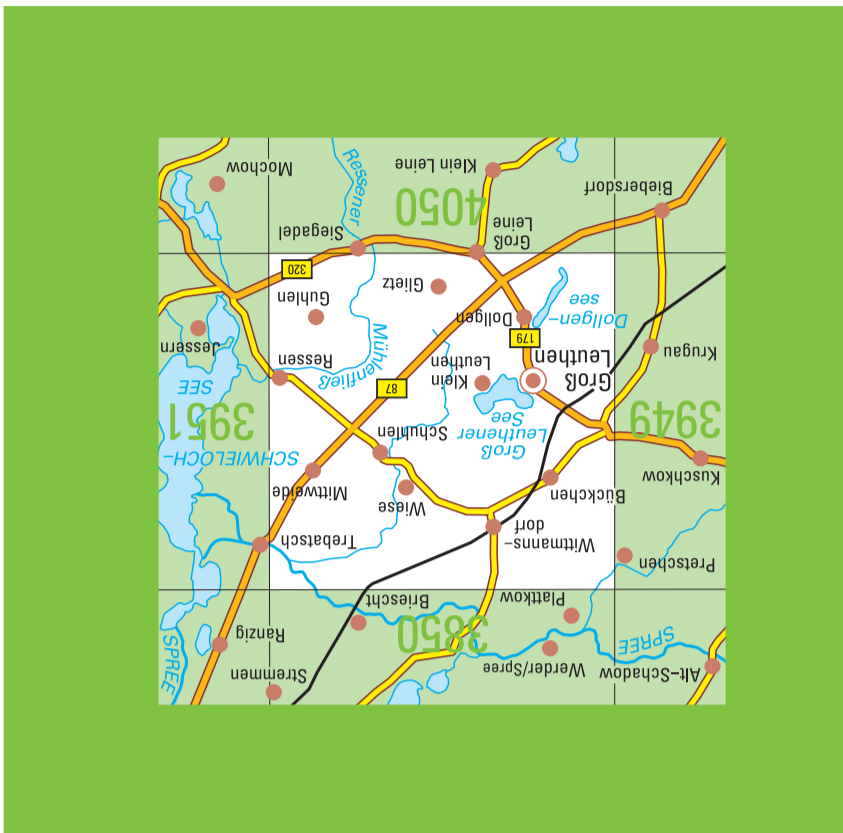 Alt-Schadow
Werder/Spree
Stremmen
SPREE
SPREE
3850
Ranzig
Plattkow
Briescht
Pretschen
Wittmanns-
dorf
Trebatsch
Wiese
Bückchen
Mittweide
Kuschkow
SCHWIELOCH-
SEE
Groß
Leuthener
See
Schuhlen
3949
3951
Groß
Leuthen
Klein
Leuthen
87
Ressen
Krugau
Jessern
179
Dollgen-
see
Dollgen
Guhlen
Glietz
320
Groß
Leine
Siegadel
4050
Biebersdorf
Klein Leine
Ressener
Mühlenfließ
Mochow